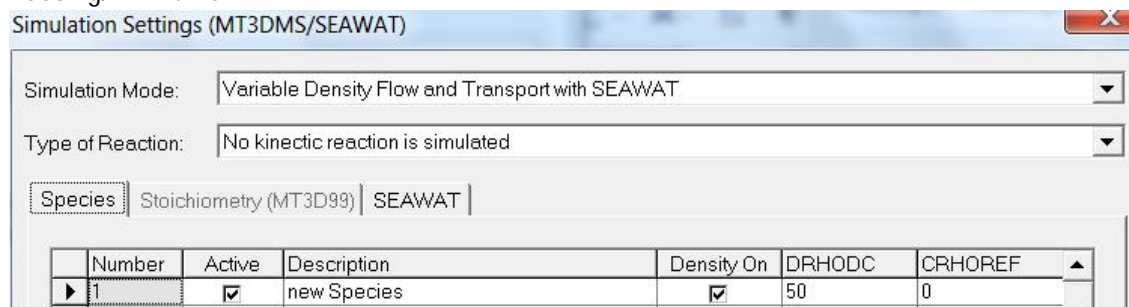 Simulation Settings (MT3DMS/SEAWAT)
X
Simulation Mode: Variable Density Flow and Transport with SEAWAT
Type of Reaction: No kinectic reaction is simulated
Species Stoichiometry (MT3D99) SEAWAT
Number Active Description Density On DRHODC CRHOREF
1 new Species 50 0